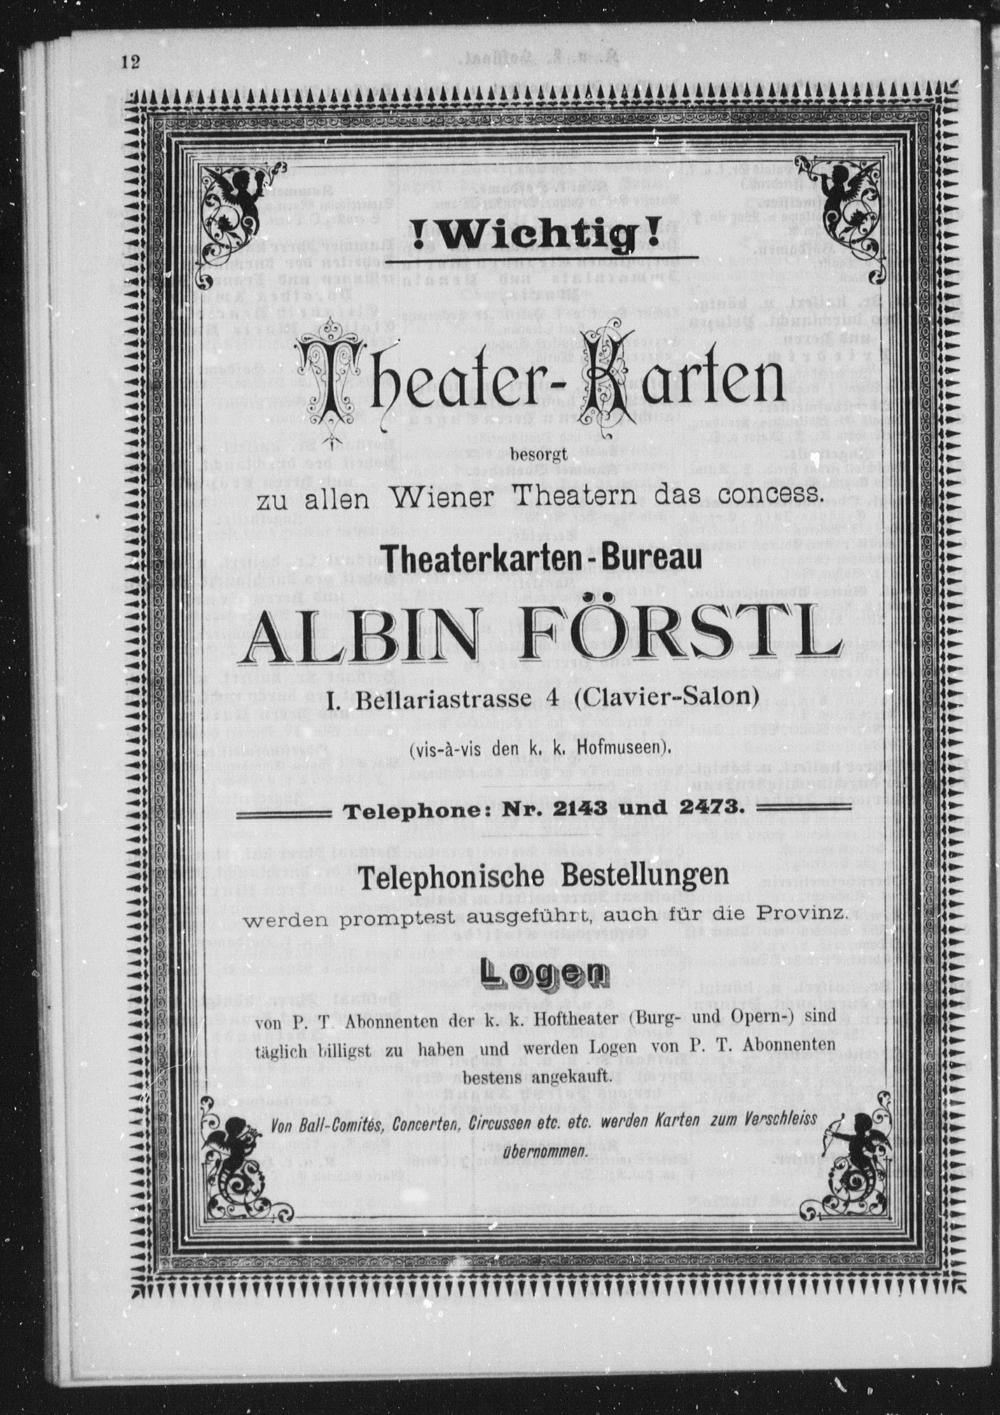 12
! Wichtig !
Theater-Karten
besorgt
zu allen Wiener Theatern das concess.
Theaterkarten-Bureau
ALBIN FÖRSTL
I. Bellariastrasse 4 (Clavier-Salon)
(vis-à-vis den k. k. Hofmuseen).
Telephone: Nr. 2143 und 2473.
Telephonische Bestellungen
werden promptest ausgeführt, auch für die Provinz.
Logen
von P. T. Abonnenten der k. k. Hoftheater (Burg- und Opern-) sind
täglich billigst zu haben und werden Logen von P. T. Abonnenten
bestens angekauft.
Von Ball-Comités, Concerten, Circussen etc. etc. werden Karten zum Verschleiss
übernommen.